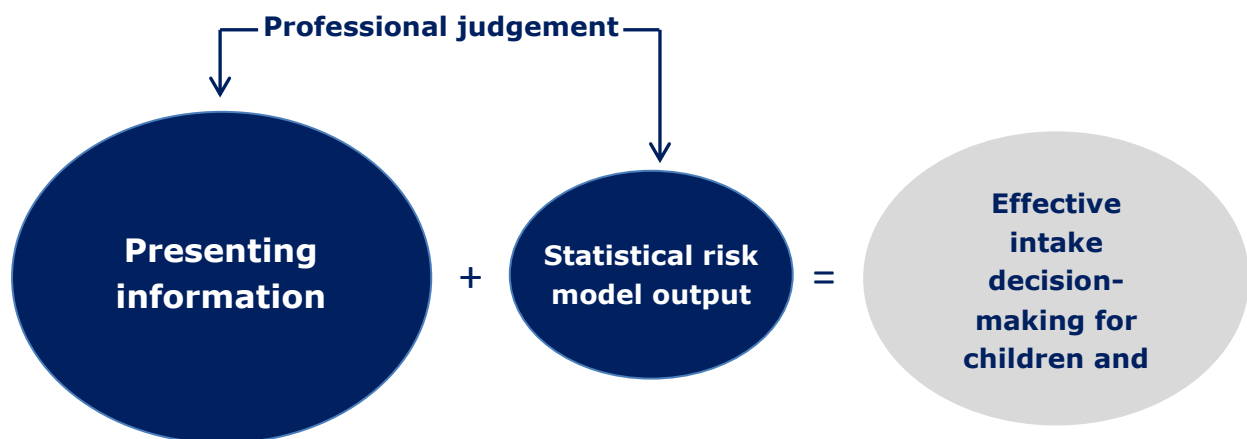 Professional judgement
Presenting
information
+
Statistical risk
model output
=
Effective
intake
decision-
making for
children and